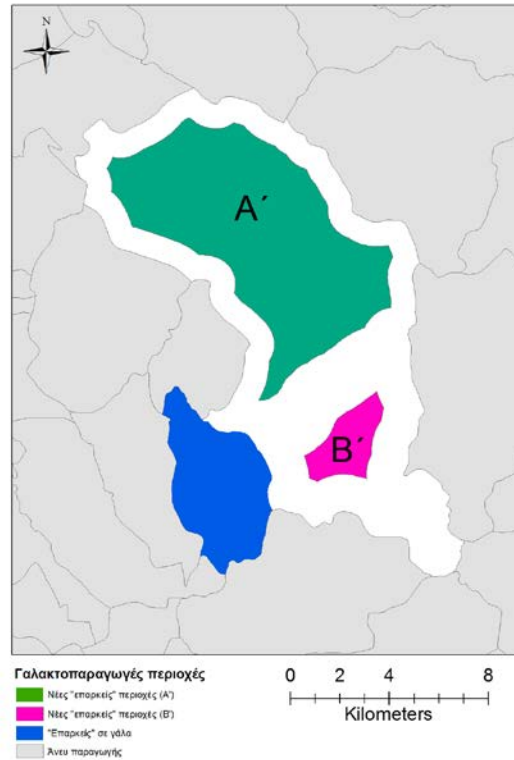 N
Α΄
Β΄
Γαλακτοπαραγωγές περιοχές
Νέες "επαρκείς" περιοχές (Α')
Νέες "επαρκείς" περιοχές (Β')
"Επαρκείς" σε γάλα
Άνευ παραγωγής
0 2 4 8
Kilometers